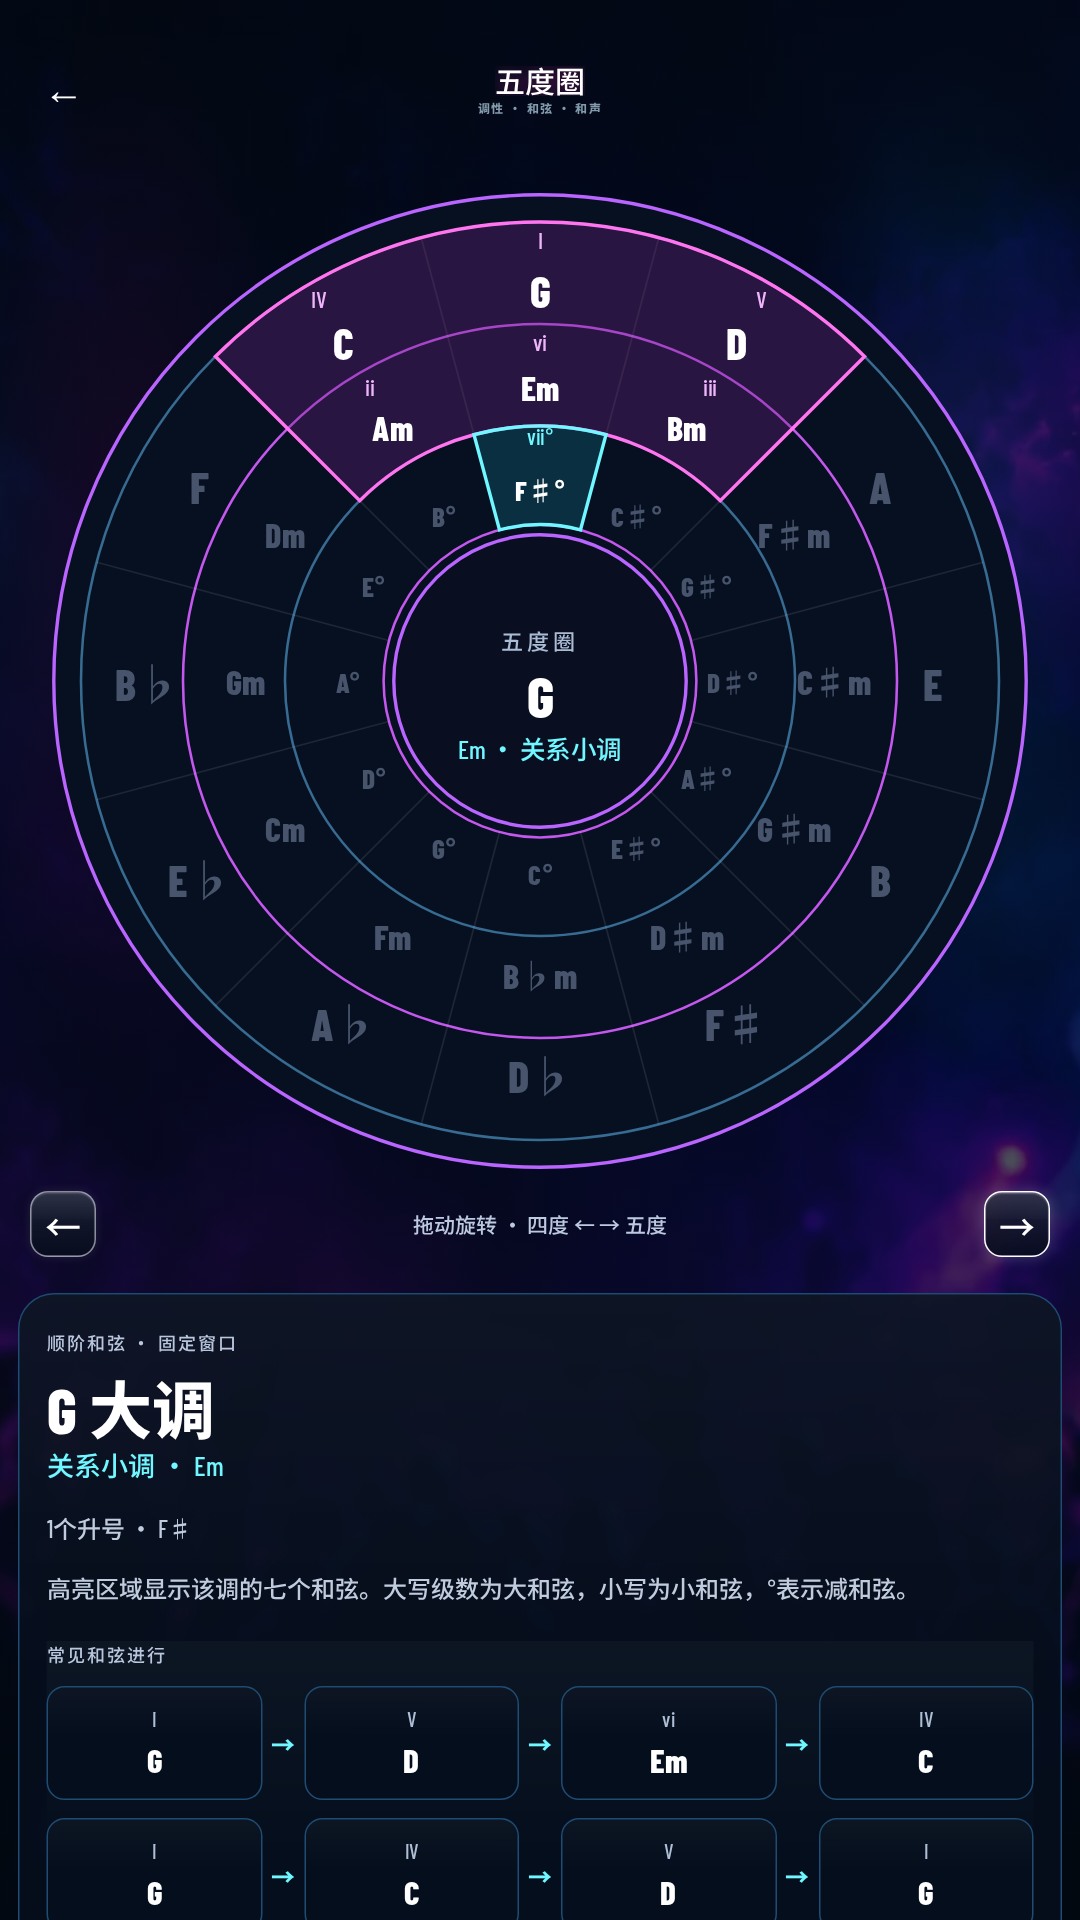 ←
五度圈
调性 • 和弦 • 和声
I
G
IV
C
V
D
vi
Em
ii
Am
iii
Bm
vii°
F♯°
F
A
Dm
F♯m
B°
C♯°
E°
G♯°
B♭
Gm
A°
D♯°
C♯m
E
五度圈
G
Em • 关系小调
D°
A♯°
Cm
G♯m
E♭
B
G°
E♯°
C°
Fm
D♯m
B♭m
A♭
F♯
D♭
← 拖动旋转 • 四度 ←→ 五度 →
顺阶和弦 • 固定窗口
G 大调
关系小调 • Em
1个升号 • F♯
高亮区域显示该调的七个和弦。大写级数为大和弦，小写为小和弦，°表示减和弦。
常见和弦进行
I V vi IV
G → D → Em → C
I IV V I
G → C → D → G